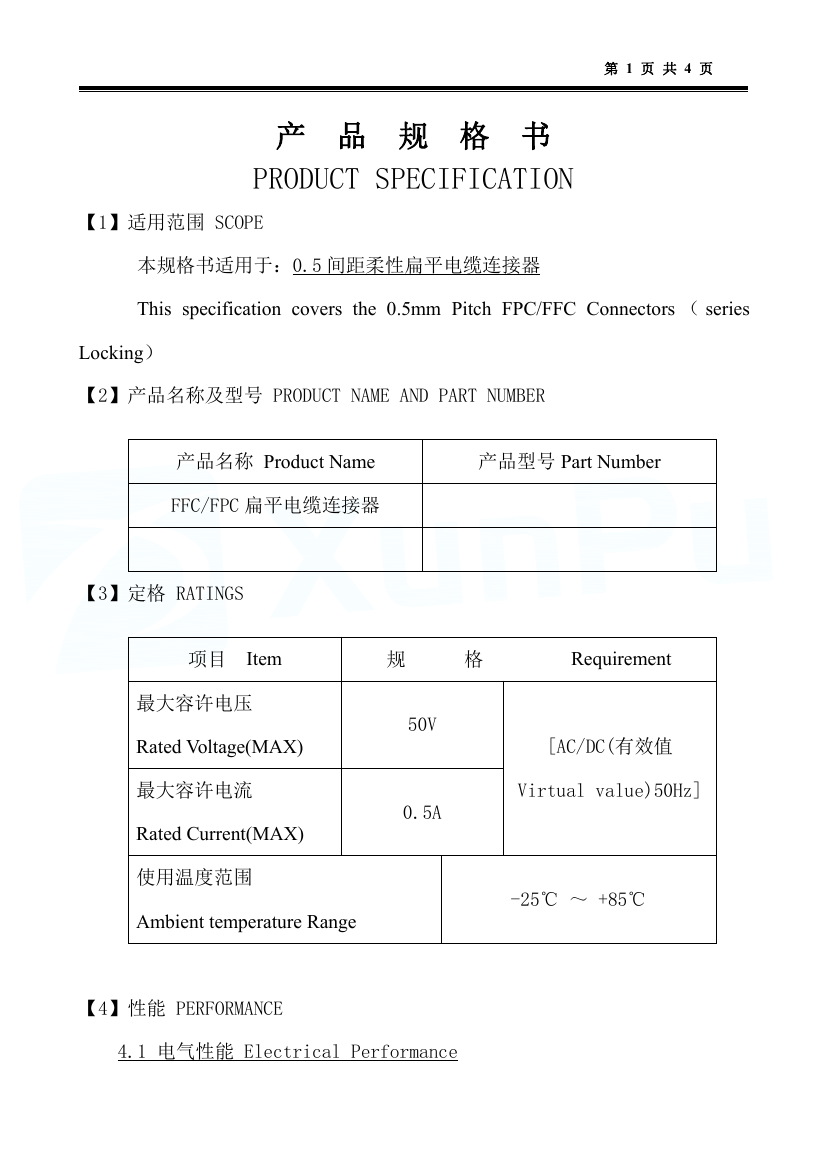 第 1 页 共 4 页
产 品 规 格 书
PRODUCT SPECIFICATION
【1】适用范围 SCOPE
本规格书适用于：0.5间距柔性扁平电缆连接器
This specification covers the 0.5mm Pitch FPC/FFC Connectors（ series
Locking）
【2】产品名称及型号 PRODUCT NAME AND PART NUMBER
产品名称 Product Name 产品型号 Part Number
FFC/FPC 扁平电缆连接器
XunPu
【3】定格 RATINGS
项目 Item 规 格 Requirement
最大容许电压
Rated Voltage(MAX)
50V
最大容许电流
Rated Current(MAX)
0.5A
[AC/DC(有效值
Virtual value)50Hz]
使用温度范围
Ambient temperature Range
-25℃ ～ +85℃
【4】性能 PERFORMANCE
4.1 电气性能 Electrical Performance